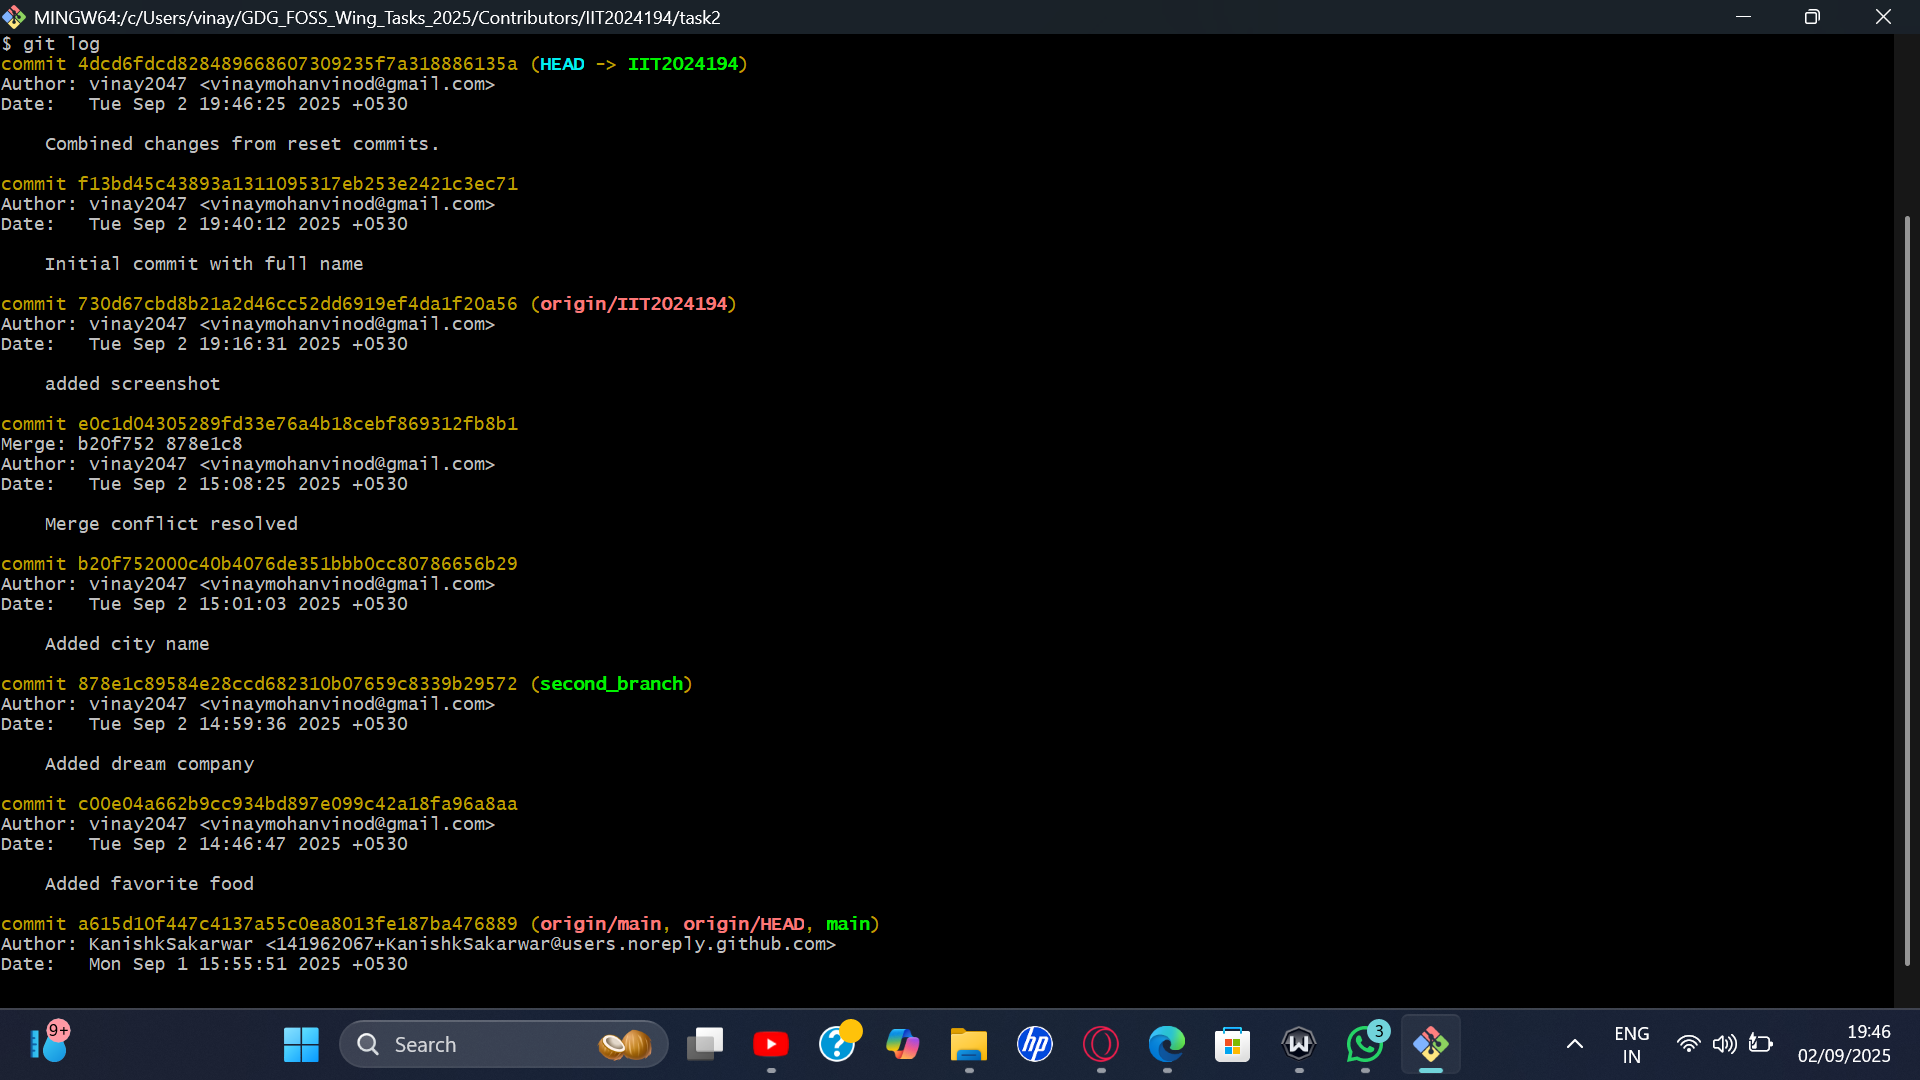 MINGW64:/c/Users/vinay/GDG_FOSS_Wing_Tasks_2025/Contributors/IIT2024194/task2
$ git log
commit 4dcd6fdcd828489668607309235f7a318886135a (HEAD -> IIT2024194)
Author: vinay2047 <vinaymohanvinod@gmail.com>
Date:   Tue Sep 2 19:46:25 2025 +0530
    Combined changes from reset commits.
commit f13bd45c43893a1311095317eb253e2421c3ec71
Author: vinay2047 <vinaymohanvinod@gmail.com>
Date:   Tue Sep 2 19:40:12 2025 +0530
    Initial commit with full name
commit 730d67cbd8b21a2d46cc52dd6919ef4da1f20a56 (origin/IIT2024194)
Author: vinay2047 <vinaymohanvinod@gmail.com>
Date:   Tue Sep 2 19:16:31 2025 +0530
    added screenshot
commit e0c1d04305289fd33e76a4b18cebf869312fb8b1
Merge: b20f752 878e1c8
Author: vinay2047 <vinaymohanvinod@gmail.com>
Date:   Tue Sep 2 15:08:25 2025 +0530
    Merge conflict resolved
commit b20f752000c40b4076de351bbb0cc80786656b29
Author: vinay2047 <vinaymohanvinod@gmail.com>
Date:   Tue Sep 2 15:01:03 2025 +0530
    Added city name
commit 878e1c89584e28ccd682310b07659c8339b29572 (second_branch)
Author: vinay2047 <vinaymohanvinod@gmail.com>
Date:   Tue Sep 2 14:59:36 2025 +0530
    Added dream company
commit c00e04a662b9cc934bd897e099c42a18fa96a8aa
Author: vinay2047 <vinaymohanvinod@gmail.com>
Date:   Tue Sep 2 14:46:47 2025 +0530
    Added favorite food
commit a615d10f447c4137a55c0ea8013fe187ba476889 (origin/main, origin/HEAD, main)
Author: KanishkSakarwar <141962067+KanishkSakarwar@users.noreply.github.com>
Date:   Mon Sep 1 15:55:51 2025 +0530
9+
Search
?
hp
W
3
ENG
IN
19:46
02/09/2025